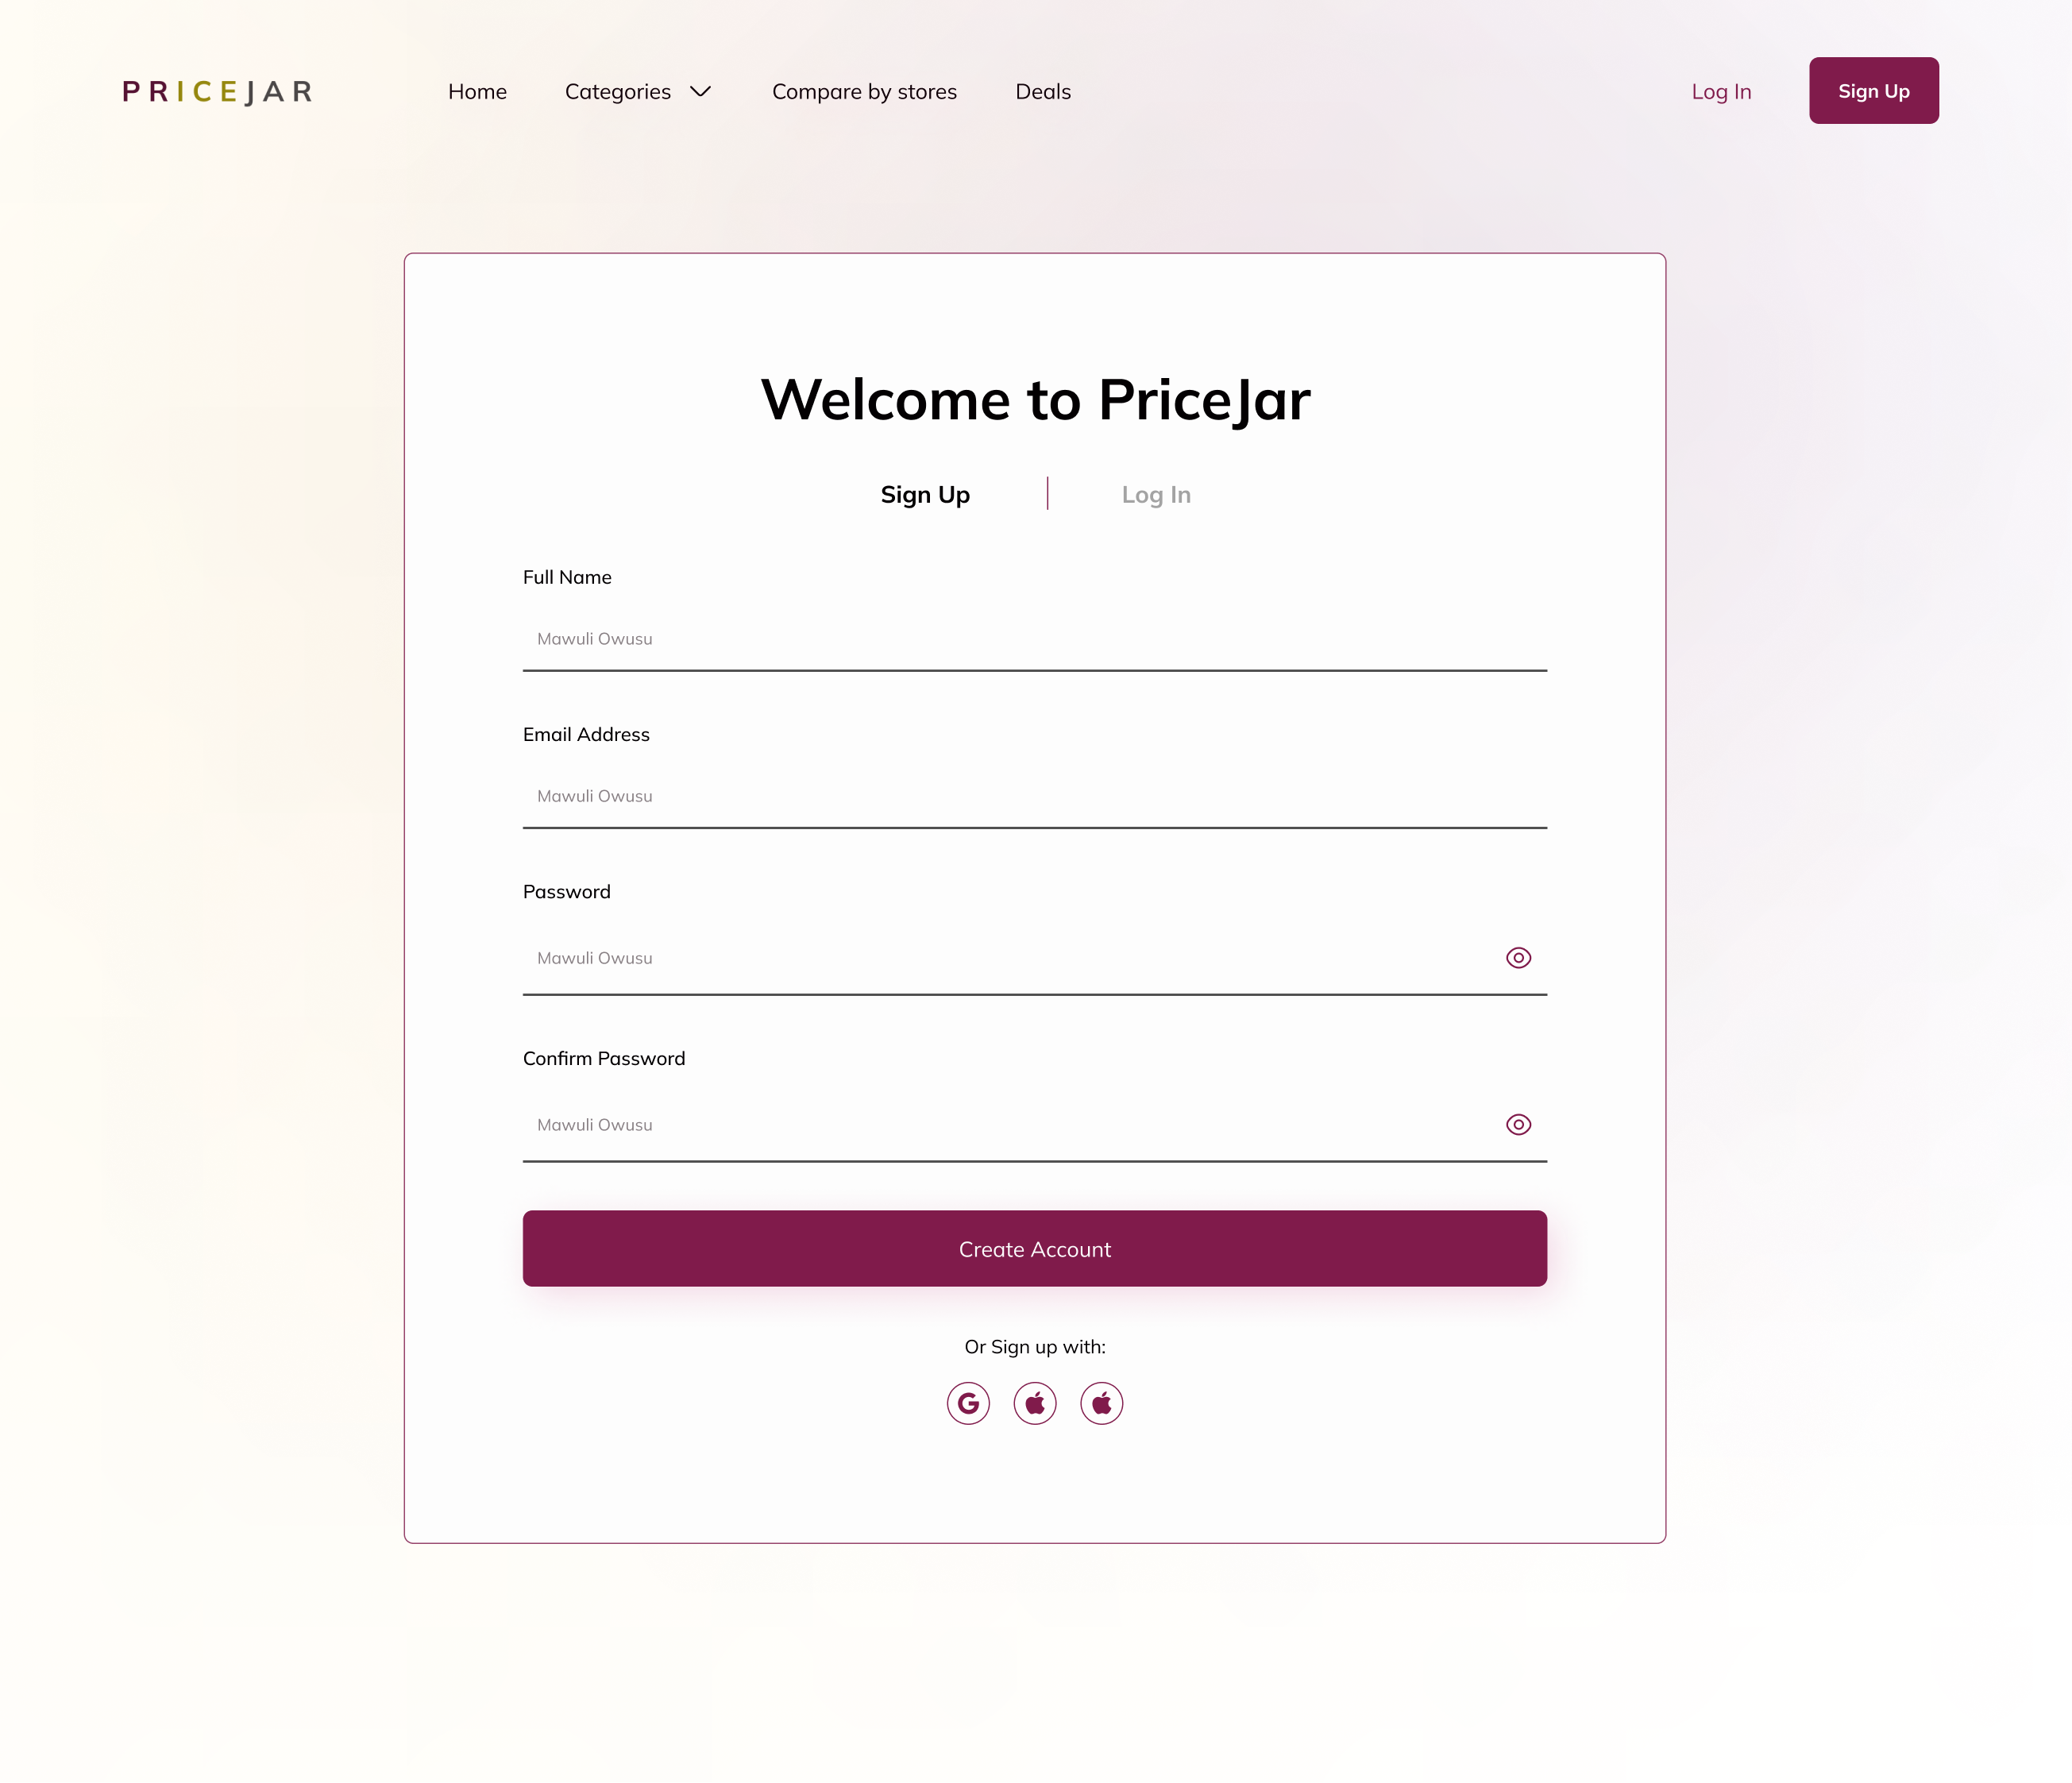 PRICEJAR Home Categories Compare by stores Deals Log In Sign Up
Welcome to PriceJar
Sign Up Log In
Full Name
Mawuli Owusu
Email Address
Mawuli Owusu
Password
Mawuli Owusu
Confirm Password
Mawuli Owusu
Create Account
Or Sign up with: